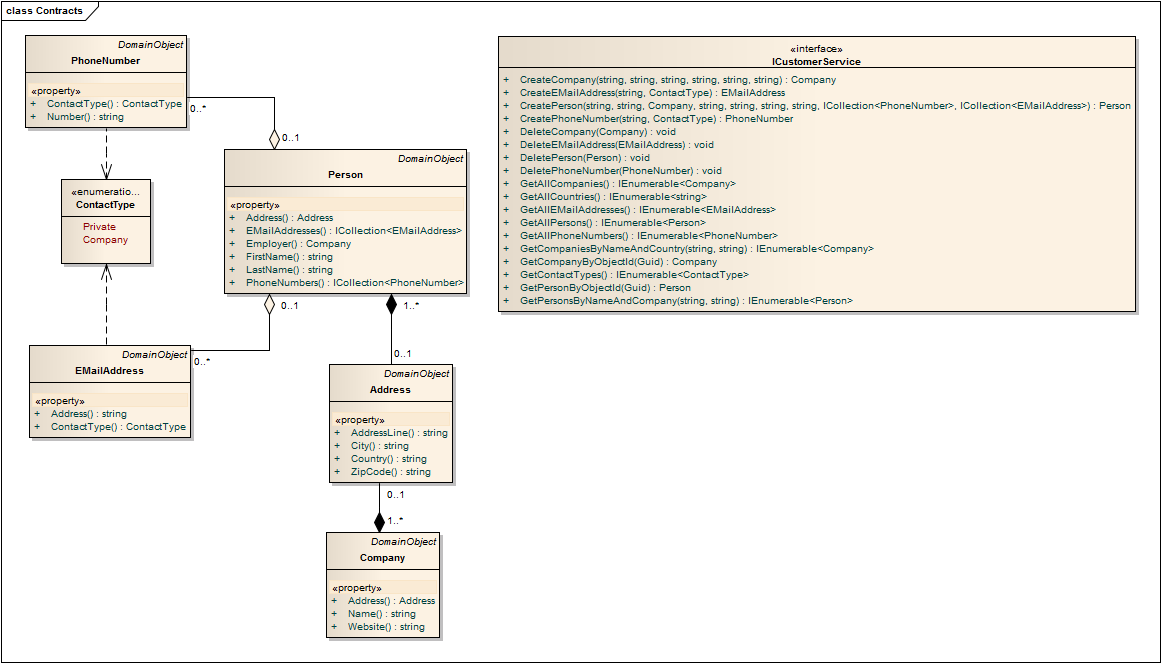 class Contracts
DomainObject
PhoneNumber
«property»
+ ContactType() : ContactType
+ Number() : string
0..*
0..1
«enumeratio...
ContactType
Private
Company
DomainObject
Person
«property»
+ Address() : Address
+ EMailAddresses() : ICollection<EMailAddress>
+ Employer() : Company
+ FirstName() : string
+ LastName() : string
+ PhoneNumbers() : ICollection<PhoneNumber>
0..1
1..*
0..*
0..1
DomainObject
EMailAddress
«property»
+ Address() : string
+ ContactType() : ContactType
DomainObject
Address
«property»
+ AddressLine() : string
+ City() : string
+ Country() : string
+ ZipCode() : string
0..1
1..*
DomainObject
Company
«property»
+ Address() : Address
+ Name() : string
+ Website() : string
«interface»
ICustomerService
+ CreateCompany(string, string, string, string, string, string) : Company
+ CreateEMailAddress(string, ContactType) : EMailAddress
+ CreatePerson(string, string, Company, string, string, string, string, ICollection<PhoneNumber>, ICollection<EMailAddress>) : Person
+ CreatePhoneNumber(string, ContactType) : PhoneNumber
+ DeleteCompany(Company) : void
+ DeleteEMailAddress(EMailAddress) : void
+ DeletePerson(Person) : void
+ DeletePhoneNumber(PhoneNumber) : void
+ GetAllCompanies() : IEnumerable<Company>
+ GetAllCountries() : IEnumerable<string>
+ GetAllEMailAddresses() : IEnumerable<EMailAddress>
+ GetAllPersons() : IEnumerable<Person>
+ GetAllPhoneNumbers() : IEnumerable<PhoneNumber>
+ GetCompaniesByNameAndCountry(string, string) : IEnumerable<Company>
+ GetCompanyByObjectId(Guid) : Company
+ GetContactTypes() : IEnumerable<ContactType>
+ GetPersonByObjectId(Guid) : Person
+ GetPersonsByNameAndCompany(string, string) : IEnumerable<Person>